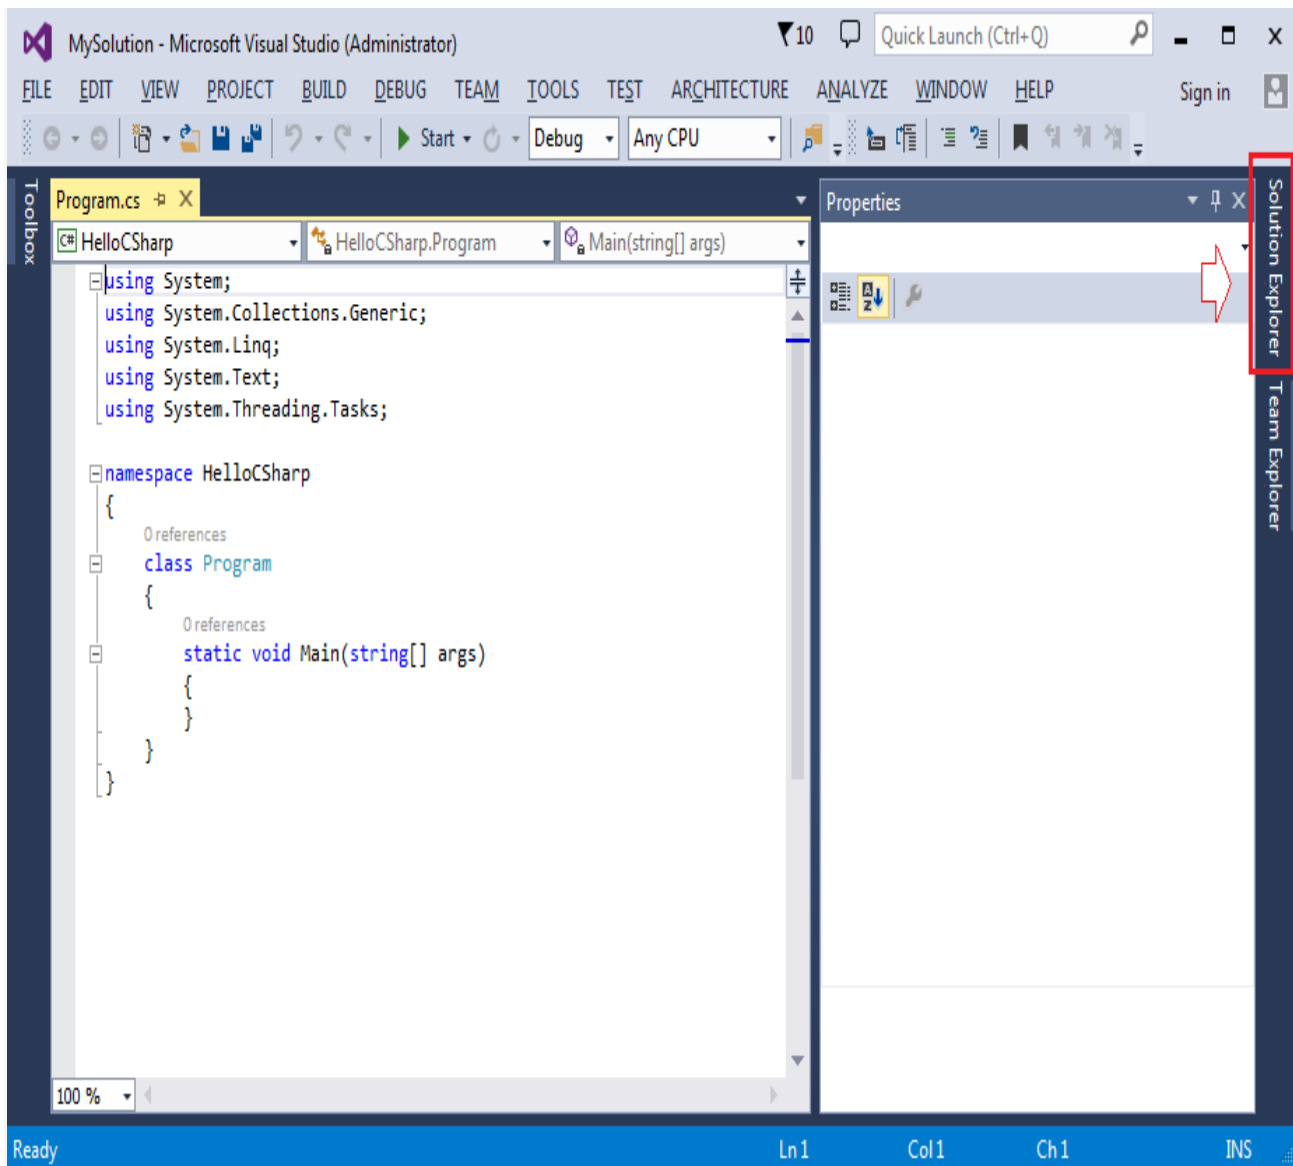 MySolution - Microsoft Visual Studio (Administrator)
10
Quick Launch (Ctrl+Q)
FILE EDIT VIEW PROJECT BUILD DEBUG TEAM TOOLS TEST ARCHITECTURE ANALYZE WINDOW HELP Sign in
Start Debug Any CPU
Toolbox
Program.cs
C# HelloCSharp HelloCSharp.Program Main(string[] args)
using System;
using System.Collections.Generic;
using System.Linq;
using System.Text;
using System.Threading.Tasks;
namespace HelloCSharp
{
0 references
class Program
{
0 references
static void Main(string[] args)
{
}
}
}
100 %
Properties
Solution Explorer
Team Explorer
Ready Ln 1 Col 1 Ch 1 INS